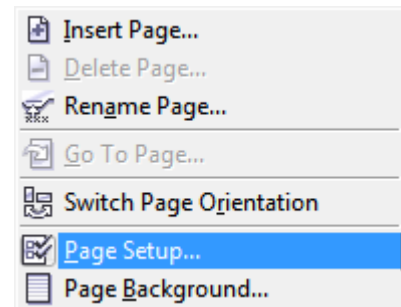 Insert Page...
Delete Page...
Rename Page...
Go To Page...
Switch Page Orientation
Page Setup...
Page Background...